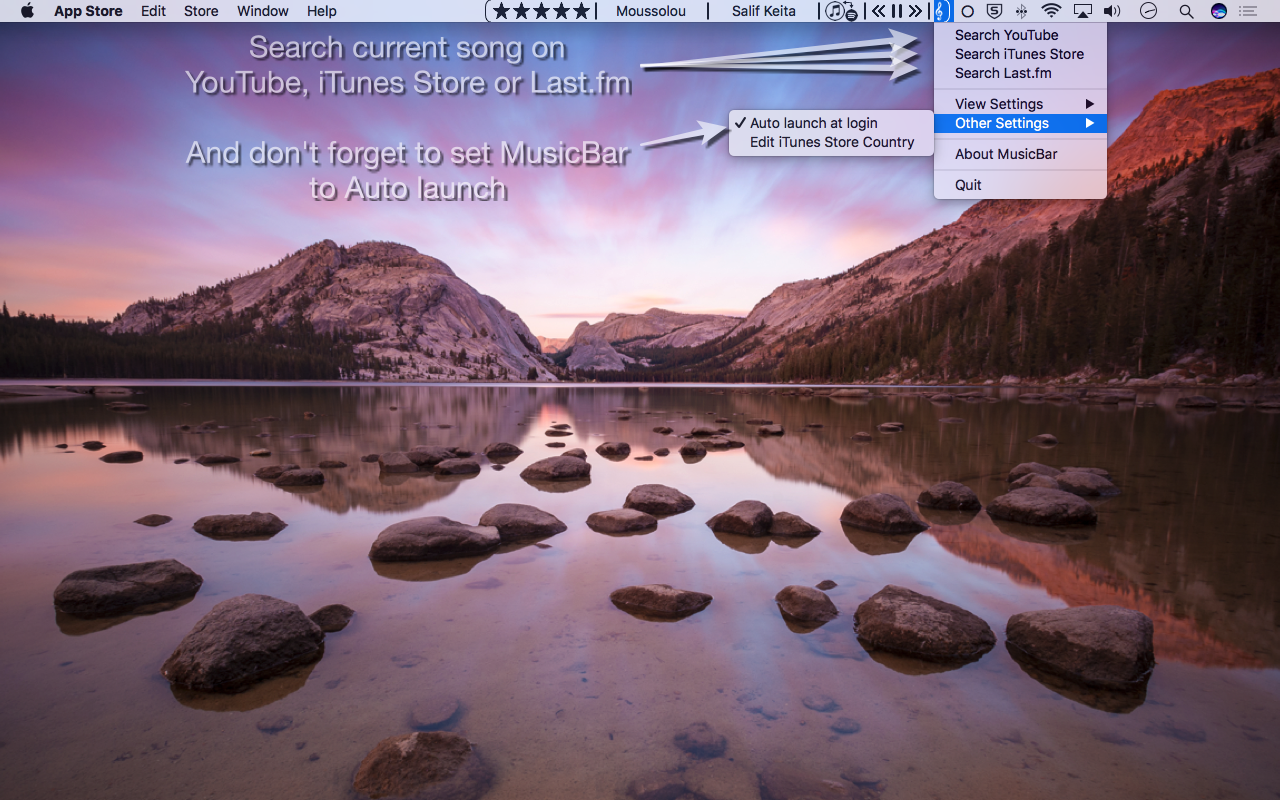 App Store Edit Store Window Help ★★★★★ | Moussolou | Salif Keita | 5
Search current song on
YouTube, iTunes Store or Last.fm
And don't forget to set MusicBar
to Auto launch
Search YouTube
Search iTunes Store
Search Last.fm
View Settings
Other Settings
✓ Auto launch at login
Edit iTunes Store Country
About MusicBar
Quit